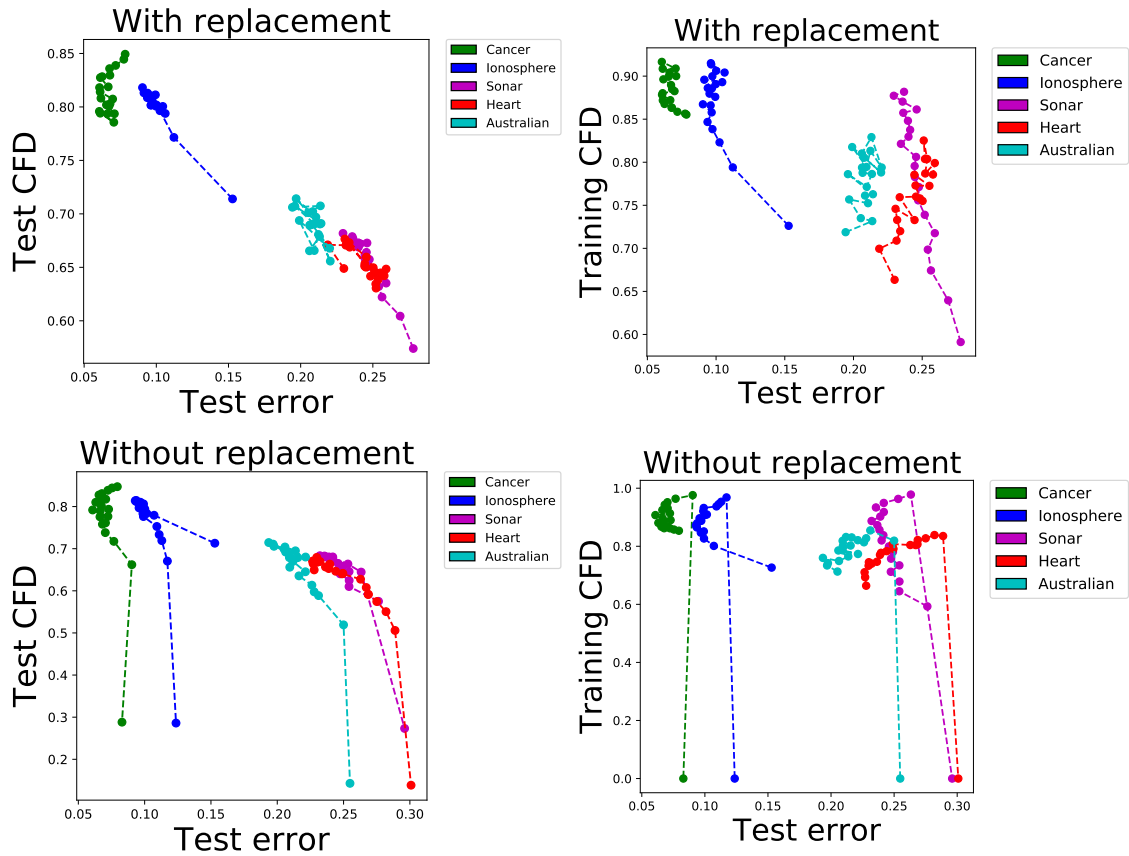 With replacement
Test CFD
0.85
0.80
0.75
0.70
0.65
0.60
0.05
0.10
0.15
0.20
0.25
Test error
Cancer
Ionosphere
Sonar
Heart
Australian
With replacement
Training CFD
0.90
0.85
0.80
0.75
0.70
0.65
0.60
0.05
0.10
0.15
0.20
0.25
Test error
Cancer
Ionosphere
Sonar
Heart
Australian
Without replacement
Test CFD
0.8
0.7
0.6
0.5
0.4
0.3
0.2
0.05
0.10
0.15
0.20
0.25
0.30
Test error
Cancer
Ionosphere
Sonar
Heart
Australian
Without replacement
Training CFD
1.0
0.8
0.6
0.4
0.2
0.0
0.05
0.10
0.15
0.20
0.25
0.30
Test error
Cancer
Ionosphere
Sonar
Heart
Australian